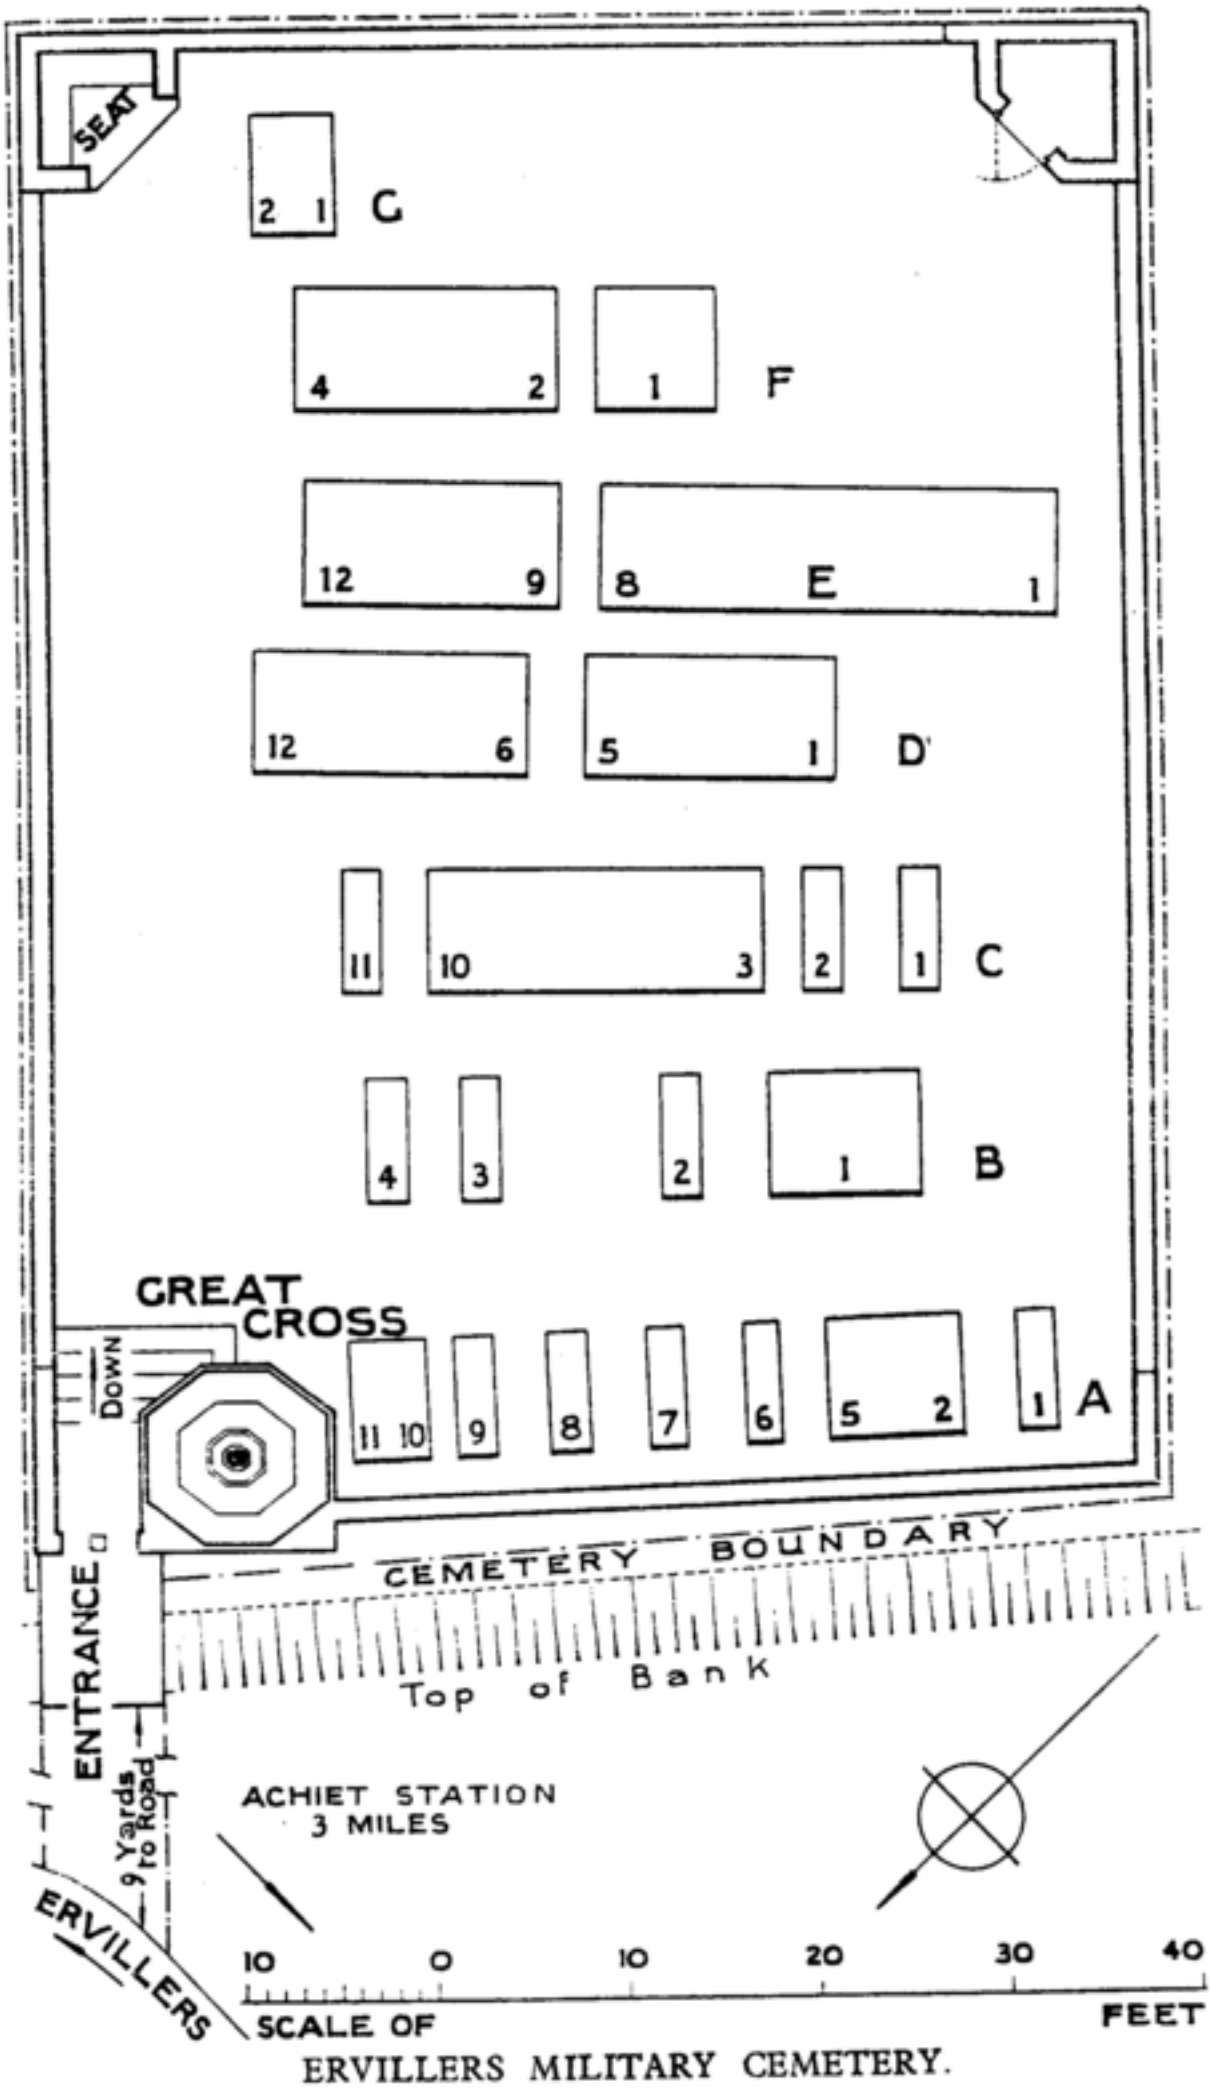 SEAT
2 1 G
4 2 1 F
12 9 8 E 1
12 6 5 1 D
11 10 3 2 1 C
4 3 2 1 B
GREAT
CROSS
DOWN
11 10 9 8 7 6 5 2 1 A
CEMETERY BOUNDARY
ENTRANCE
Top of Bank
9 Yards
to Road
ACHIET STATION
3 MILES
ERVILLERS
10 0 10 20 30 40
SCALE OF FEET
ERVILLERS MILITARY CEMETERY.